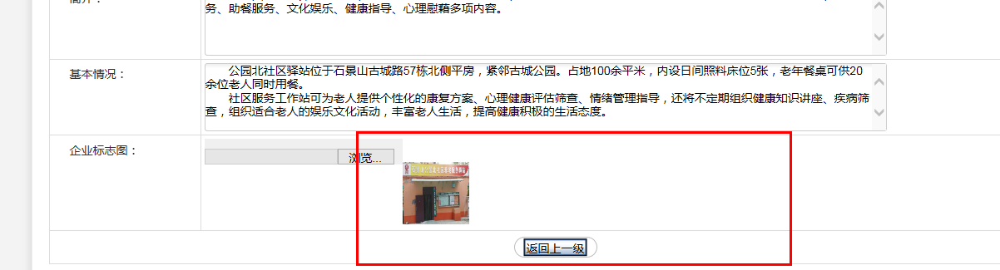 务、助餐服务、文化娱乐、健康指导、心理慰藉多项内容。
基本情况：
公园北社区驿站位于石景山古城路57栋北侧平房，紧邻古城公园。占地100余平米，内设日间照料床位5张，老年餐桌可供20
余位老人同时用餐。
社区服务工作站可为老人提供个性化的康复方案、心理健康评估筛查、情绪管理指导，还将不定期组织健康知识讲座、疾病筛
查，组织适合老人的娱乐文化活动，丰富老人生活，提高健康积极的生活态度。
企业标志图：
浏览...
返回上一级